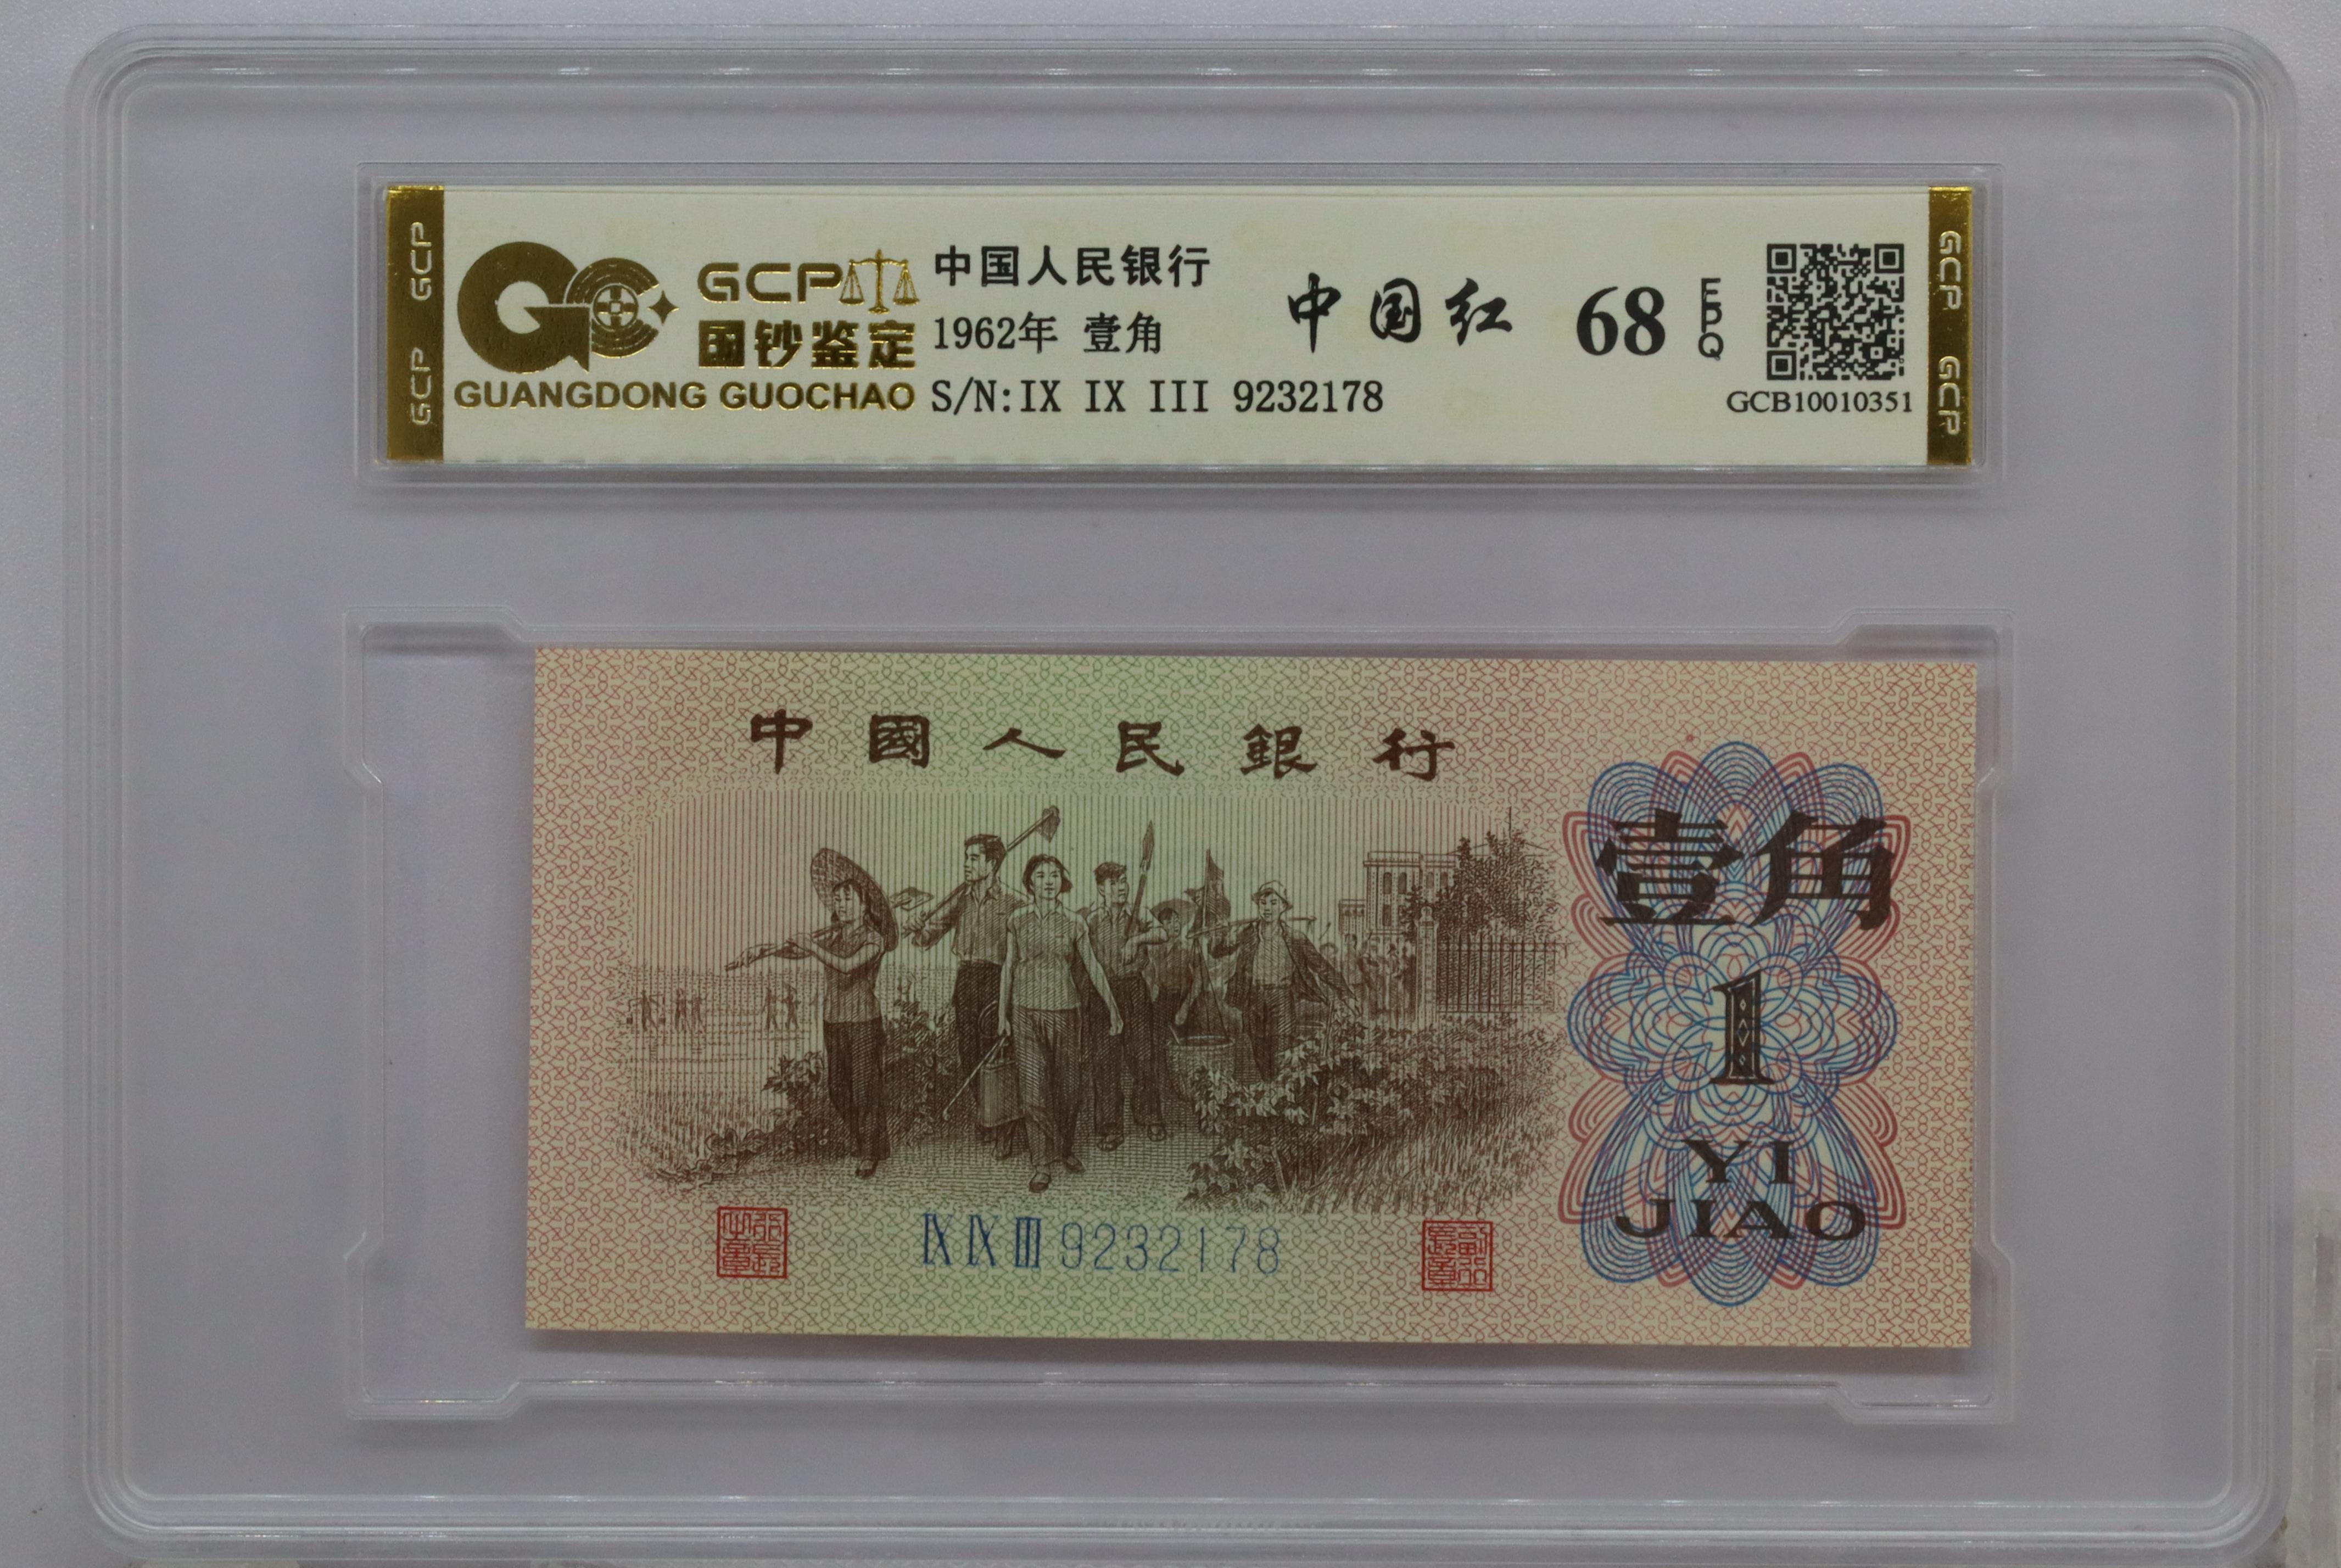 GCP GCP
GCP
国钞鉴定
GUANGDONG GUOCHAO
中国人民银行
1962年 壹角
S/N:IX IX III 9232178
中国红
68
EPQ
GCB10010351
GCP GCP
中國人民銀行
壹角
1
YI
JIAO
IX IX III 9232178